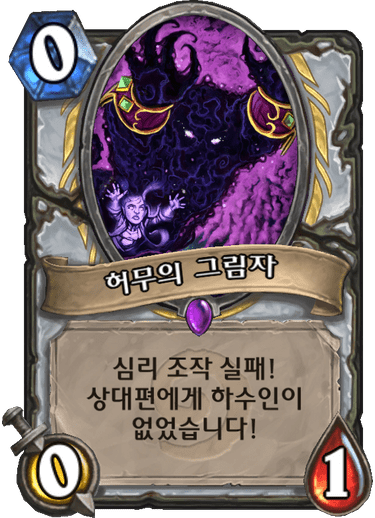 0
허무의 그림자
심리 조작 실패!
상대편에게 하수인이
없었습니다!
0
1